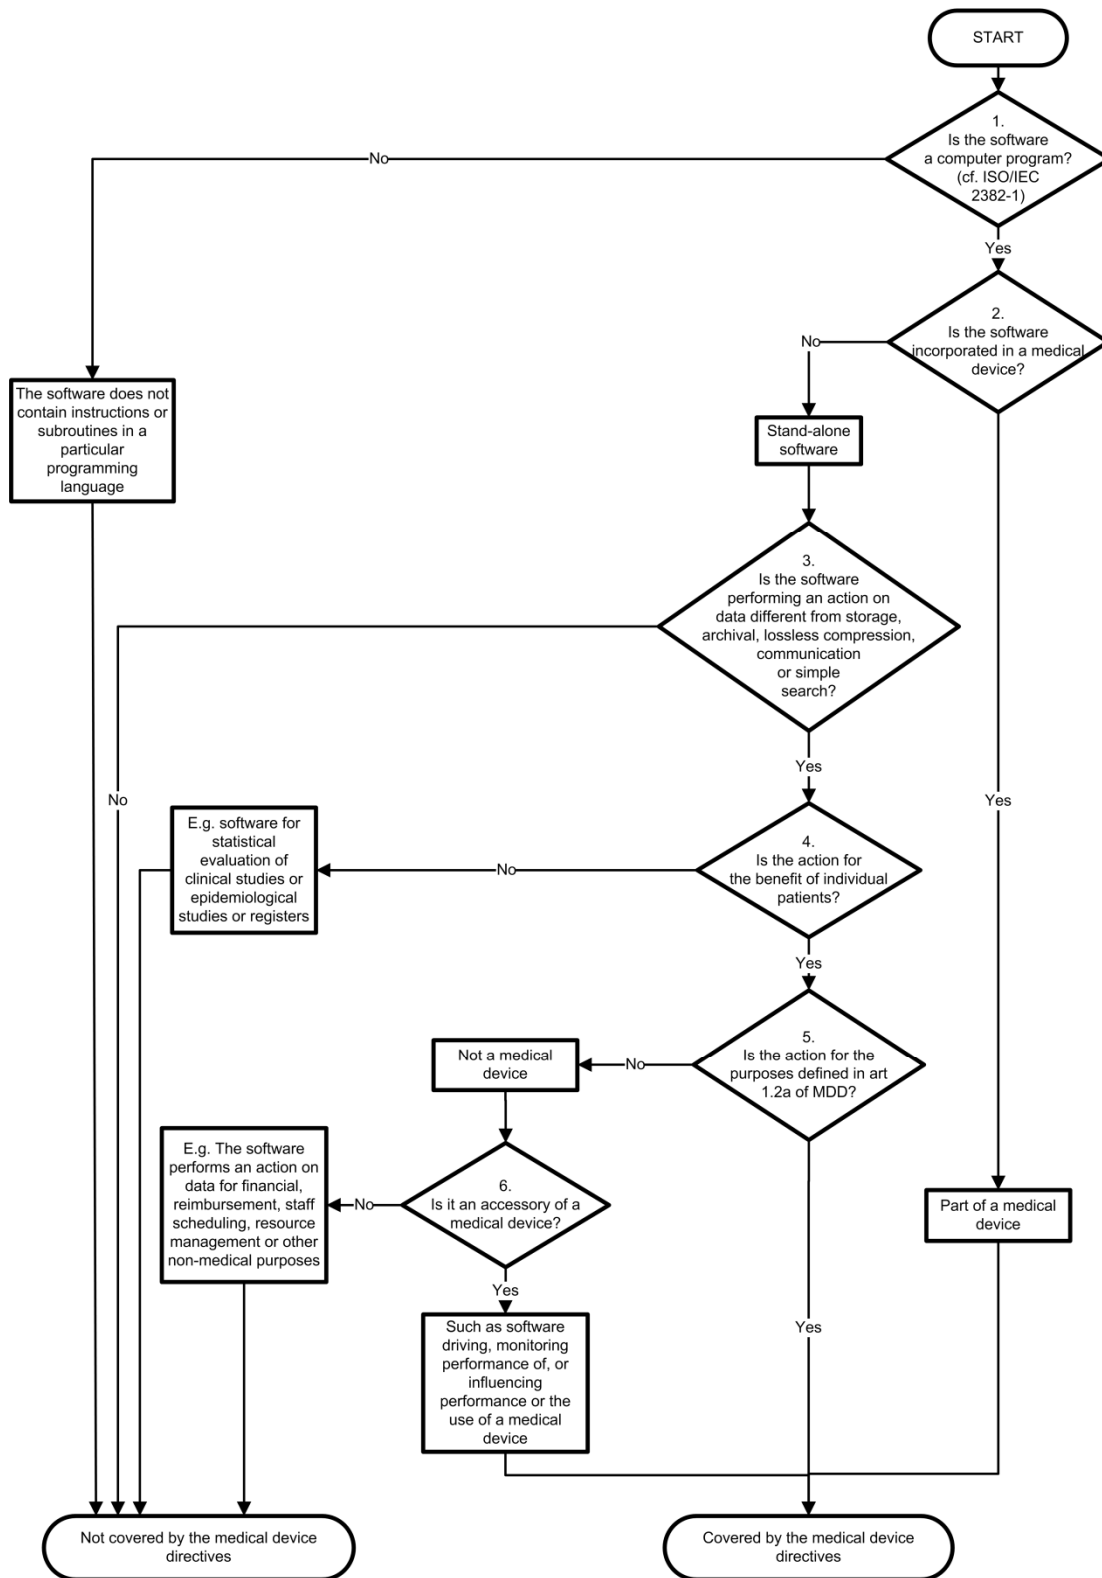 START
1.
Is the software
a computer program?
(cf. ISO/IEC
2382-1)
No
Yes
2.
Is the software
incorporated in a medical
device?
No
The software does not
contain instructions or
subroutines in a
particular
programming
language
Stand-alone
software
3.
Is the software
performing an action on
data different from storage,
archival, lossless compression,
communication
or simple
search?
Yes
No
Yes
E.g. software for
statistical
evaluation of
clinical studies or
epidemiological
studies or registers
No
4.
Is the action for
the benefit of individual
patients?
Yes
5.
Is the action for the
purposes defined in art
1.2a of MDD?
No
Not a medical
device
E.g. The software
performs an action on
data for financial,
reimbursement, staff
scheduling, resource
management or other
non-medical purposes
No
6.
Is it an accessory of a
medical device?
Part of a medical
device
Yes
Such as software
driving, monitoring
performance of, or
influencing
performance or the
use of a medical
device
Yes
Not covered by the medical device
directives
Covered by the medical device
directives